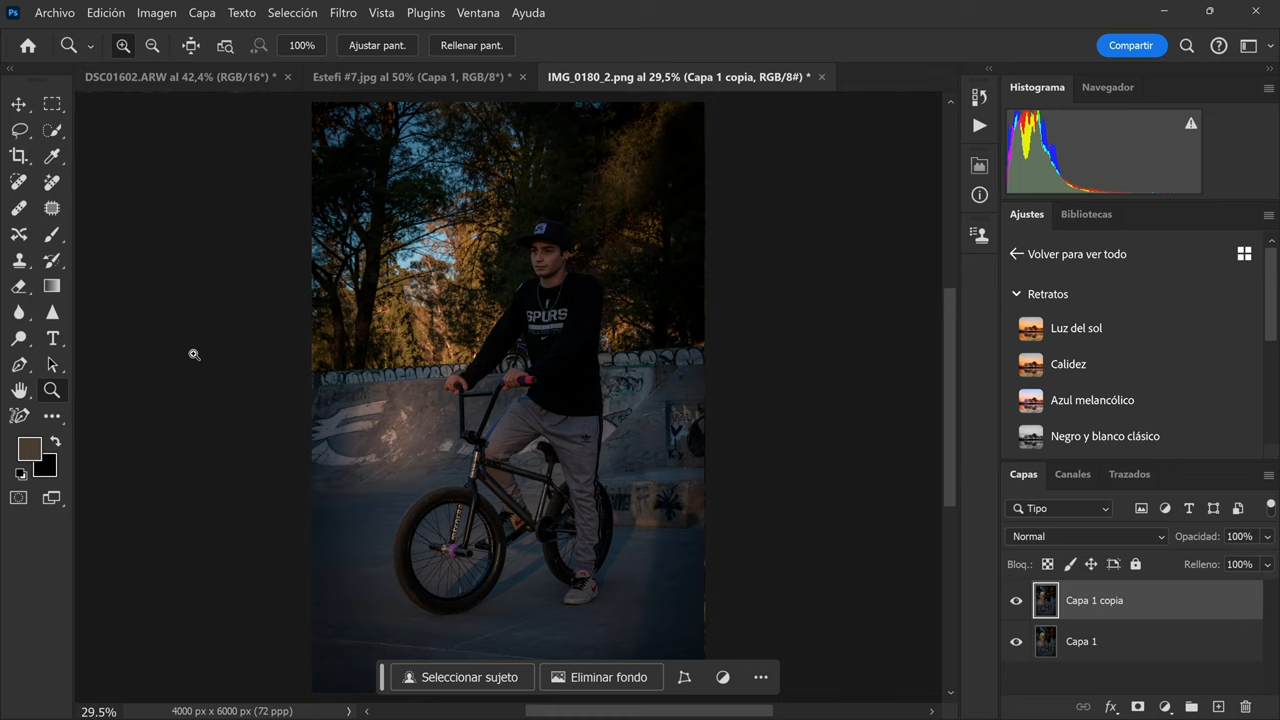 Ps Archivo Edición Imagen Capa Texto Selección Filtro Vista Plugins Ventana Ayuda
100% Ajustar pant. Rellenar pant. Compartir
DSC01602.ARW al 42,4% (RGB/16*) * Estefi #7.jpg al 50% (Capa 1, RGB/8*) * IMG_0180_2.png al 29,5% (Capa 1 copia, RGB/8#) *
Histograma Navegador
Ajustes Bibliotecas
Volver para ver todo
Retratos
Luz del sol
Calidez
Azul melancólico
Negro y blanco clásico
SPURS
Capas Canales Trazados
Tipo
Normal Opacidad: 100%
Bloq.: Relleno: 100%
Capa 1 copia
Capa 1
Seleccionar sujeto Eliminar fondo
29.5% 4000 px x 6000 px (72 ppp)